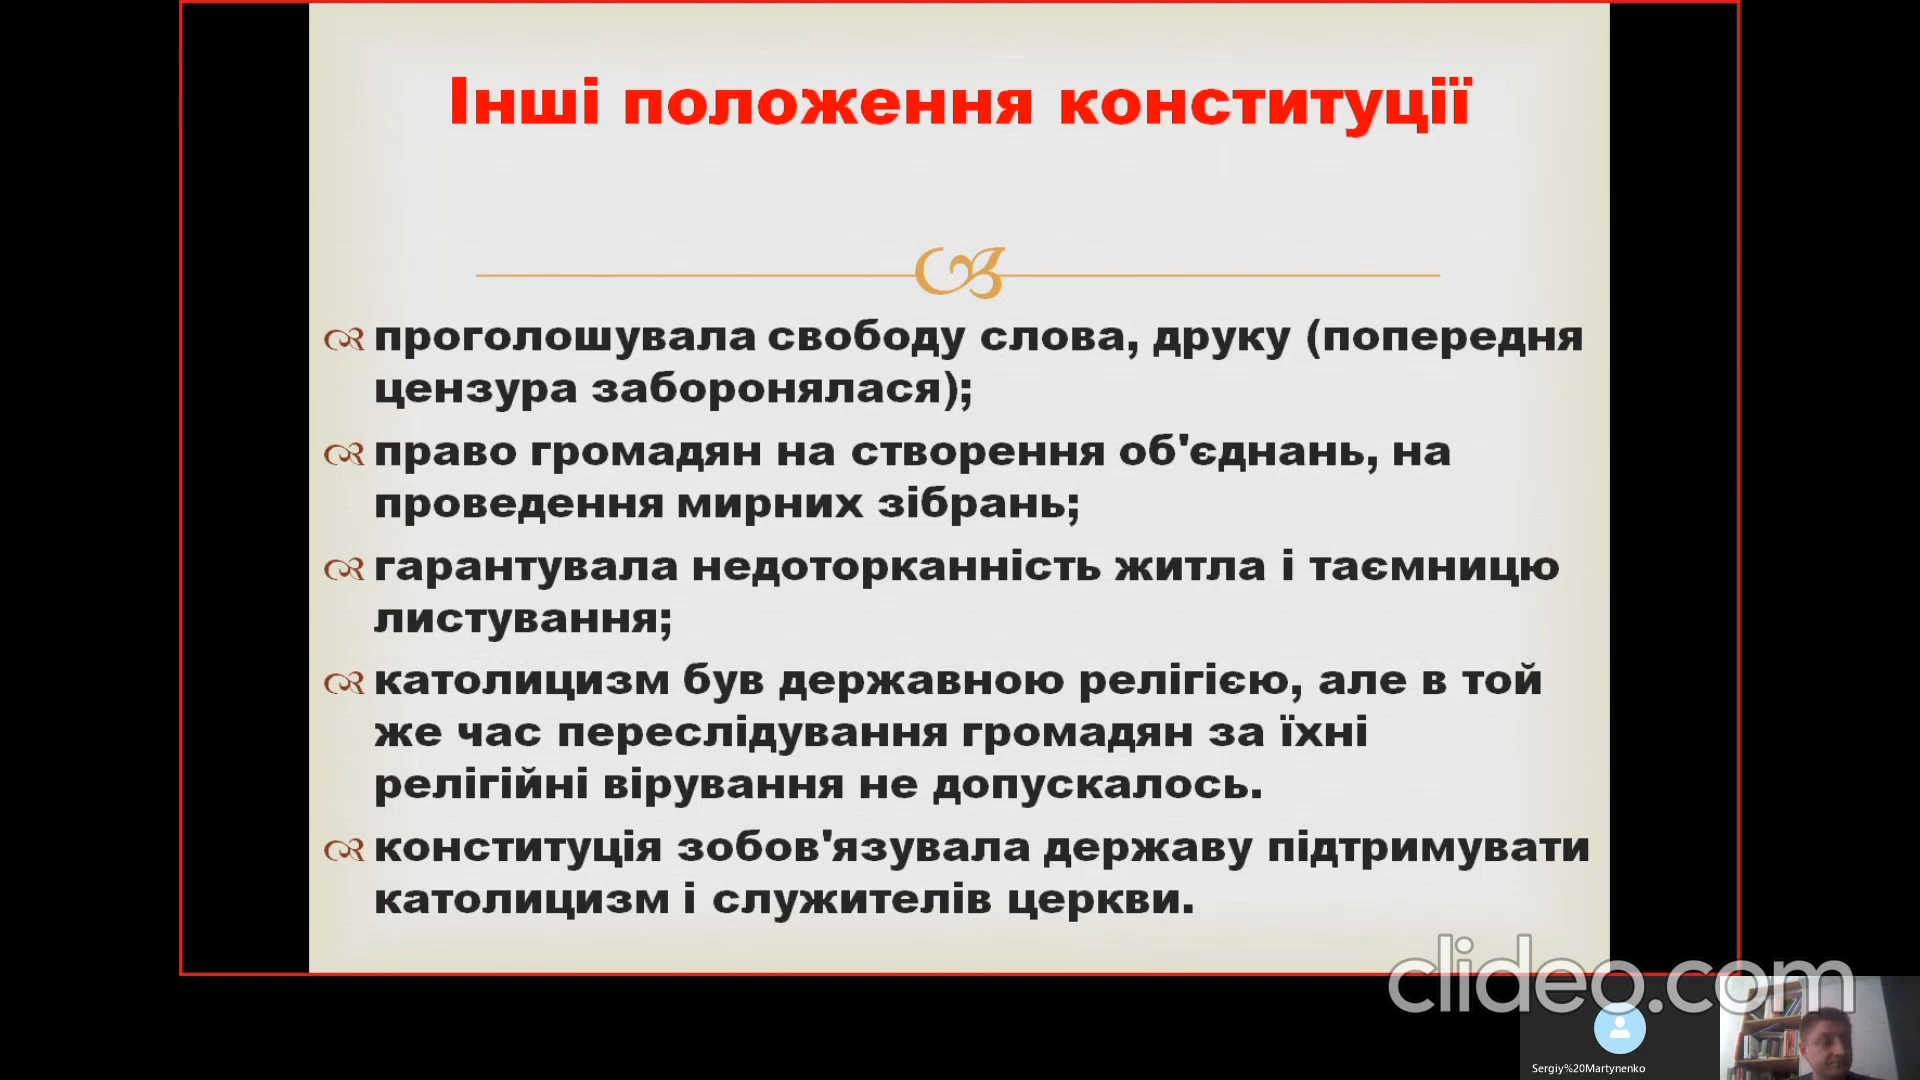 Інші положення конституції
проголошувала свободу слова, друку (попередня
цензура заборонялася);
право громадян на створення об'єднань, на
проведення мирних зібрань;
гарантувала недоторканність житла і таємницю
листування;
католицизм був державною релігією, але в той
же час переслідування громадян за їхні
релігійні вірування не допускалось.
конституція зобов'язувала державу підтримувати
католицизм і служителів церкви.
clideo.com
Sergiy%20Martynenko